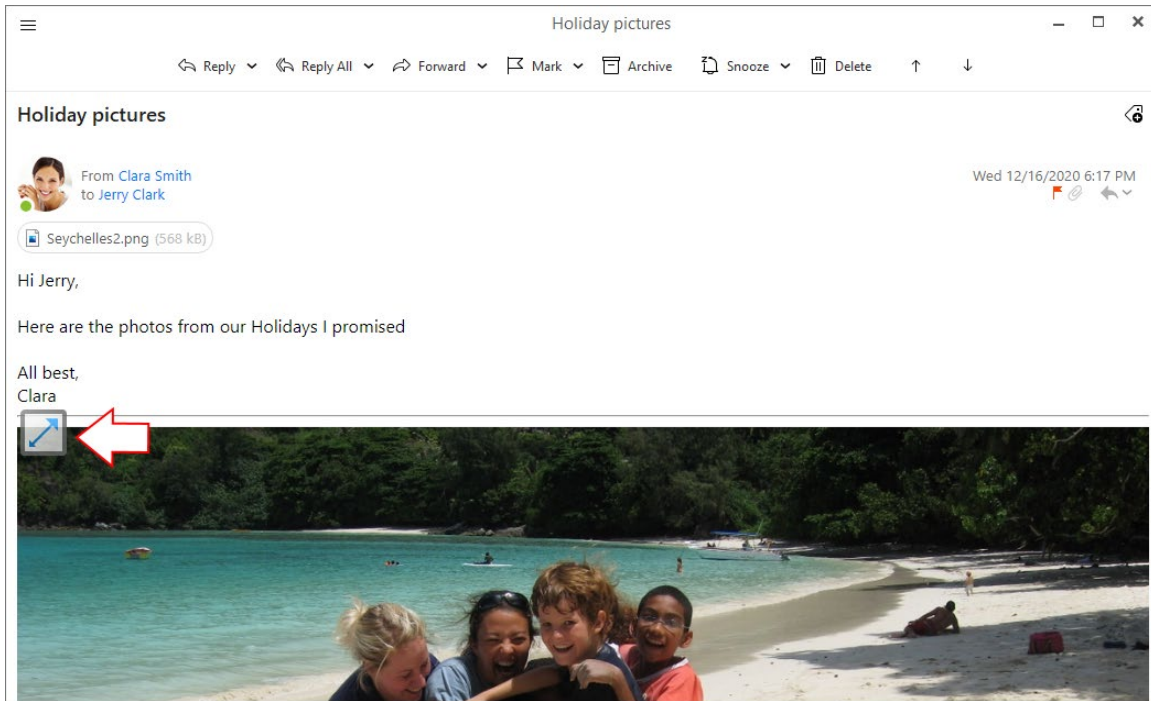 Holiday pictures
Reply Reply All Forward Mark Archive Snooze Delete
Holiday pictures
From Clara Smith
to Jerry Clark
Wed 12/16/2020 6:17 PM
Seychelles2.png (568 kB)
Hi Jerry,
Here are the photos from our Holidays I promised
All best,
Clara